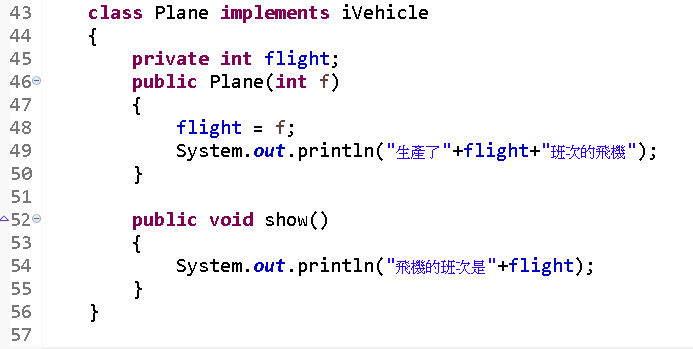 43 class Plane implements iVehicle
44 {
45 private int flight;
46 public Plane(int f)
47 {
48 flight = f;
49 System.out.println("生產了"+flight+"班次的飛機");
50 }
51
52 public void show()
53 {
54 System.out.println("飛機的班次是"+flight);
55 }
56 }
57